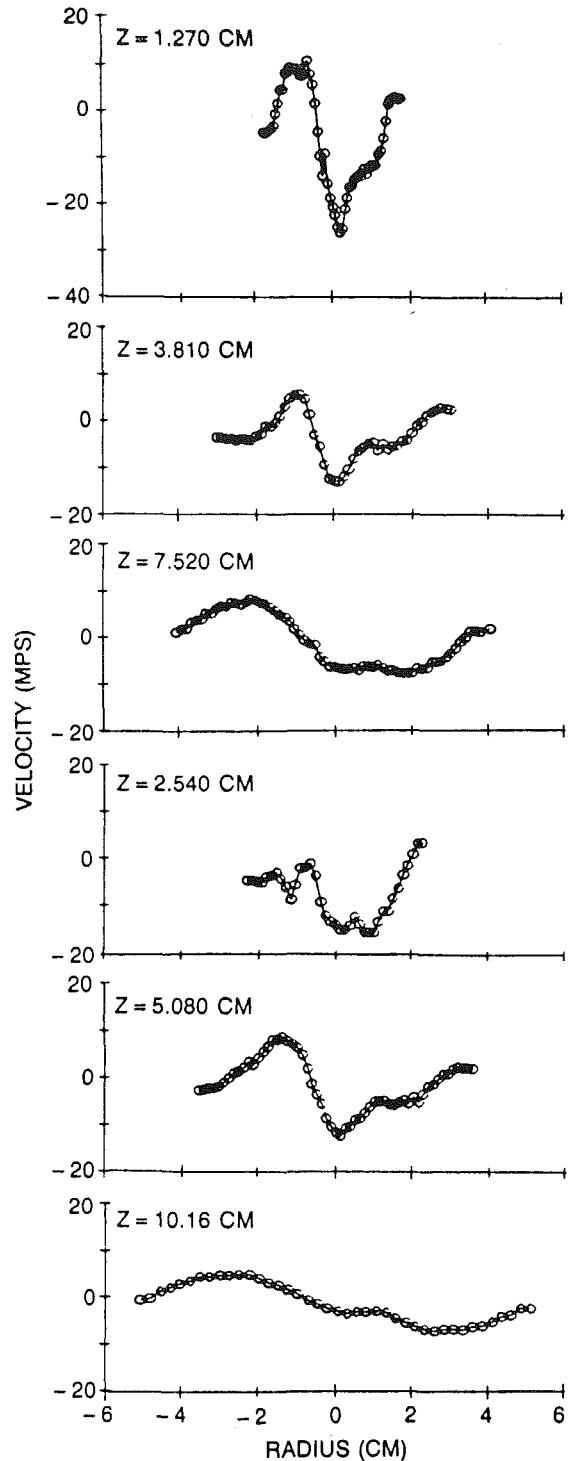 20
Z = 1.270 CM
0
-20
-40
20
Z = 3.810 CM
0
-20
20
Z = 7.520 CM
0
-20
VELOCITY (MPS)
20
Z = 2.540 CM
0
-20
20
Z = 5.080 CM
0
-20
20
Z = 10.16 CM
0
-20
-6 -4 -2 0 2 4 6
RADIUS (CM)